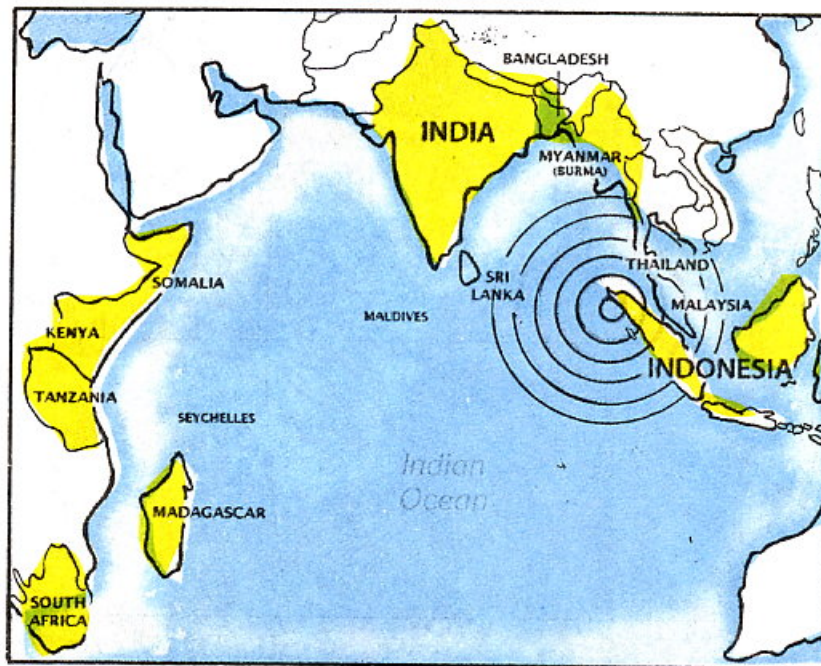 BANGLADESH
INDIA
MYANMAR
(BURMA)
THAILAND
SRI
LANKA
SOMALIA
MALAYSIA
MALDIVES
KENYA
INDONESIA
TANZANIA
SEYCHELLES
Indian
Ocean
MADAGASCAR
SOUTH
AFRICA